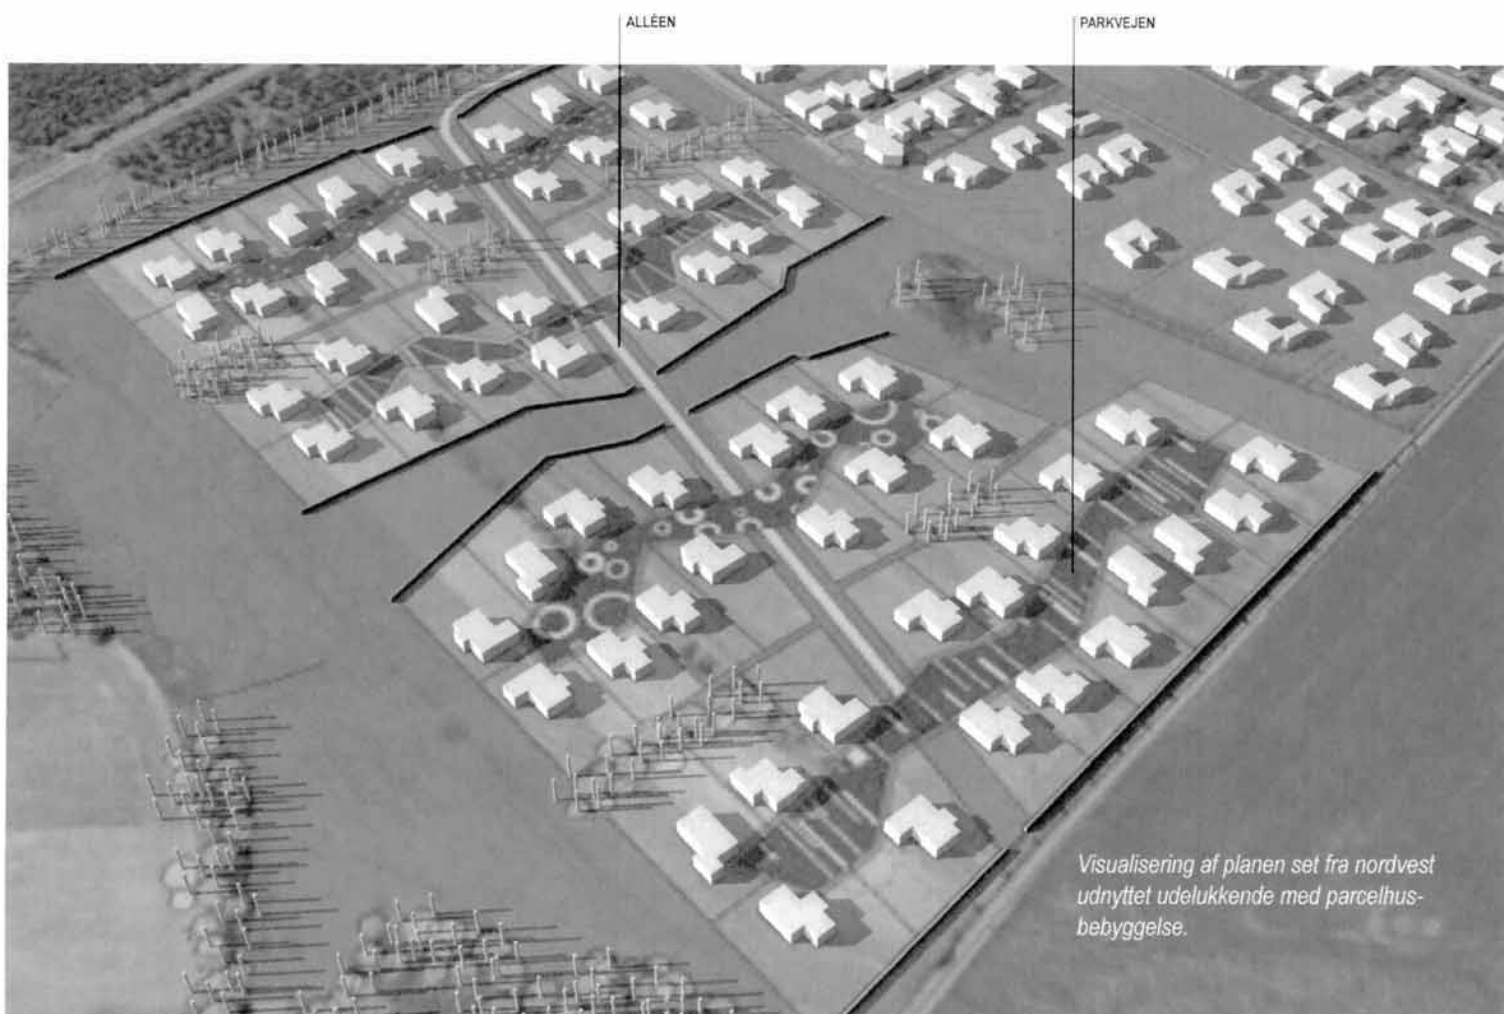 ALLÉEN
PARKVEJEN
Visualisering af planen set fra nordvest
udnyttet udelukkende med parcelhus-
bebyggelse.